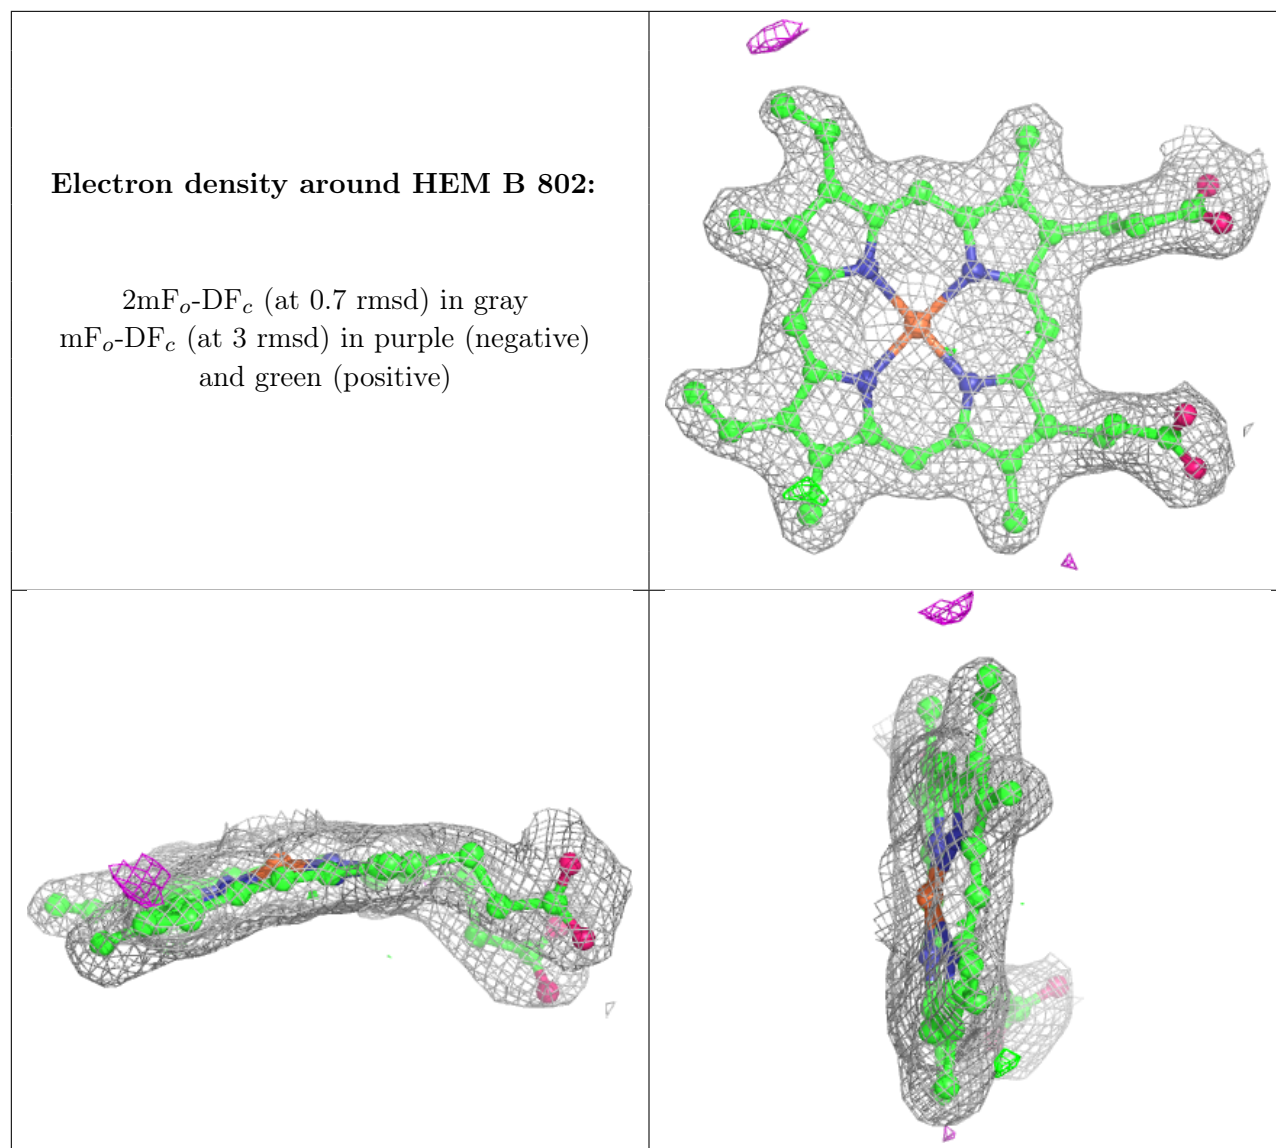 Electron density around HEM B 802:
2mFo-DFc (at 0.7 rmsd) in gray
mFo-DFc (at 3 rmsd) in purple (negative)
and green (positive)